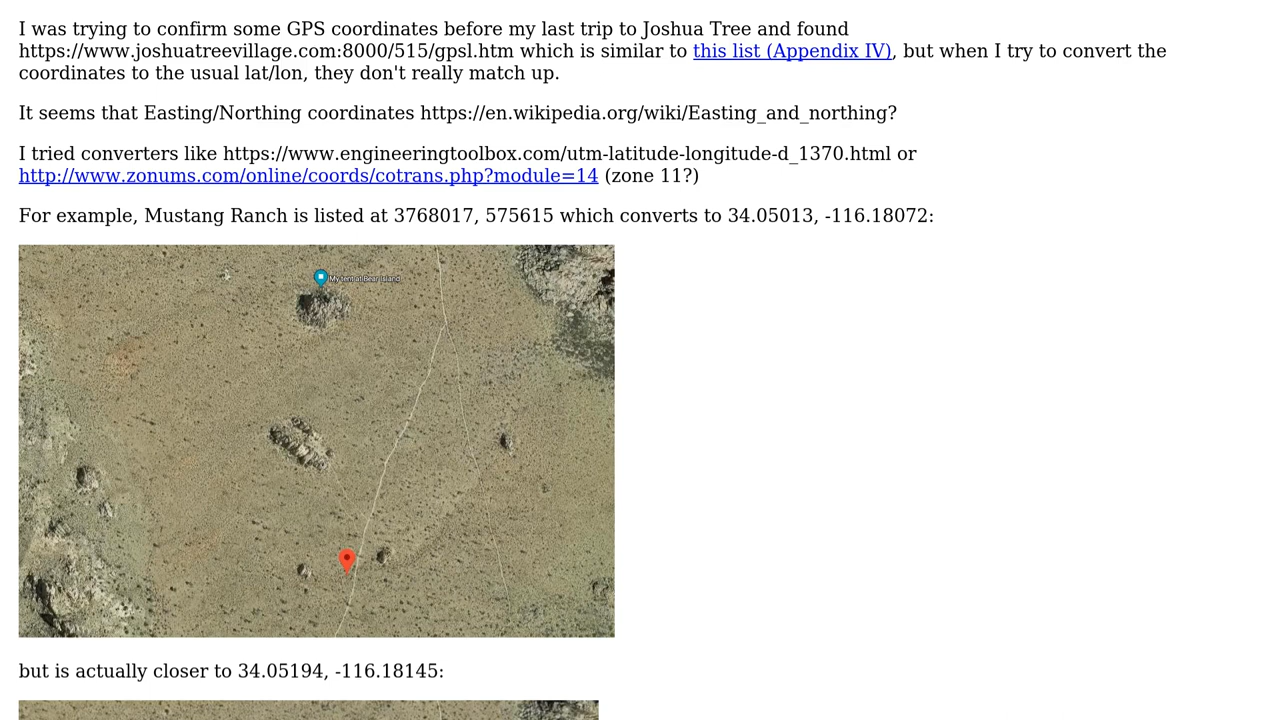 I was trying to confirm some GPS coordinates before my last trip to Joshua Tree and found
https://www.joshuatreevillage.com:8000/515/gpsl.htm which is similar to this list (Appendix IV), but when I try to convert the
coordinates to the usual lat/lon, they don't really match up.
It seems that Easting/Northing coordinates https://en.wikipedia.org/wiki/Easting_and_northing?
I tried converters like https://www.engineeringtoolbox.com/utm-latitude-longitude-d_1370.html or
http://www.zonums.com/online/coords/cotrans.php?module=14 (zone 11?)
For example, Mustang Ranch is listed at 3768017, 575615 which converts to 34.05013, -116.18072:
My tent at Bear Island
but is actually closer to 34.05194, -116.18145: